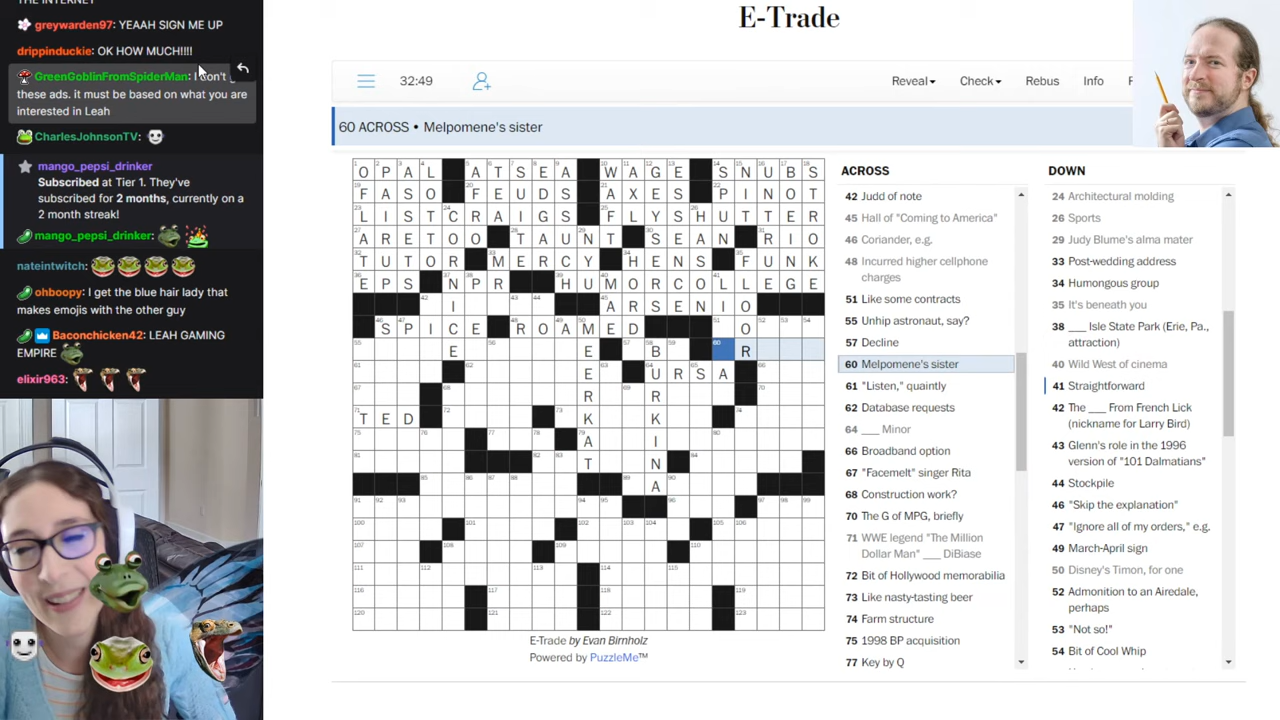 THE INTERNET
greywarden97: YEAAH SIGN ME UP
drippinduckie: OK HOW MUCH!!!!
GreenGoblinFromSpiderMan: I don't
these ads. it must be based on what you are
interested in Leah
CharlesJohnsonTV:
mango_pepsi_drinker
Subscribed at Tier 1. They've
subscribed for 2 months, currently on a
2 month streak!
mango_pepsi_drinker:
nateintwitch:
ohboopy: I get the blue hair lady that
makes emojis with the other guy
Baconchicken42: LEAH GAMING
EMPIRE
elixir963:
E-Trade
32:49
Reveal
Check
Rebus
Info
60 ACROSS • Melpomene's sister
O P A L A T S E A W A G E S N U B S
F A S O F E U D S A X E S P I N O T
L I S T C R A I G S F L Y S H U T T E R
A R E T O O T A U N T S E A N R I O
T U T O R M E R C Y H E N S F U N K
E P S N P R H U M O R C O L L E G E
I A R S E N I O
S P I C E R O A M E D O
E E B R
E U R S A
R R
T E D K K
A I
T N
A
E-Trade by Evan Birnholz
Powered by PuzzleMe™
ACROSS
42 Judd of note
45 Hall of "Coming to America"
46 Coriander, e.g.
48 Incurred higher cellphone
charges
51 Like some contracts
55 Unhip astronaut, say?
57 Decline
60 Melpomene's sister
61 "Listen," quaintly
62 Database requests
64 ___ Minor
66 Broadband option
67 "Facemelt" singer Rita
68 Construction work?
70 The G of MPG, briefly
71 WWE legend "The Million
Dollar Man" ___ DiBiase
72 Bit of Hollywood memorabilia
73 Like nasty-tasting beer
74 Farm structure
75 1998 BP acquisition
77 Key by Q
DOWN
24 Architectural molding
26 Sports
29 Judy Blume's alma mater
33 Post-wedding address
34 Humongous group
35 It's beneath you
38 ___ Isle State Park (Erie, Pa.,
attraction)
40 Wild West of cinema
41 Straightforward
42 The ___ From French Lick
(nickname for Larry Bird)
43 Glenn's role in the 1996
version of "101 Dalmatians"
44 Stockpile
46 "Skip the explanation"
47 "Ignore all of my orders," e.g.
49 March-April sign
50 Disney's Timon, for one
52 Admonition to an Airedale,
perhaps
53 "Not so!"
54 Bit of Cool Whip